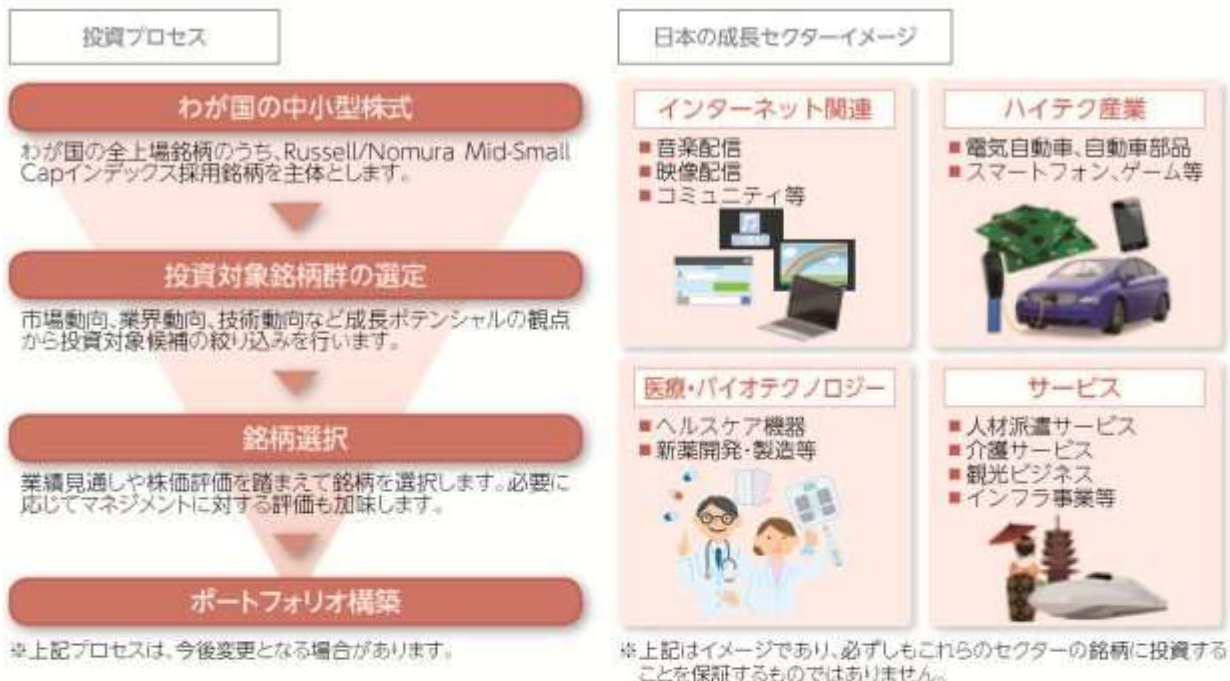 投資プロセス
わが国の中小型株式
わが国の全上場銘柄のうち、Russell/Nomura Mid-Small
Capインデックス採用銘柄を主体とします。
投資対象銘柄群の選定
市場動向、業界動向、技術動向など成長ポテンシャルの観点
から投資対象候補の絞り込みを行います。
銘柄選択
業績見通しや株価評価を踏まえて銘柄を選択します。必要に
応じてマネジメントに対する評価も加味します。
ポートフォリオ構築
※上記プロセスは、今後変更となる場合があります。
日本の成長セクターイメージ
インターネット関連
■音楽配信
■映像配信
■コミュニティ等
ハイテク産業
■電気自動車、自動車部品
■スマートフォン、ゲーム等
医療・バイオテクノロジー
■ヘルスケア機器
■新薬開発・製造等
サービス
■人材派遣サービス
■介護サービス
■観光ビジネス
■インフラ事業等
※上記はイメージであり、必ずしもこれらのセクターの銘柄に投資する
ことを保証するものではありません。